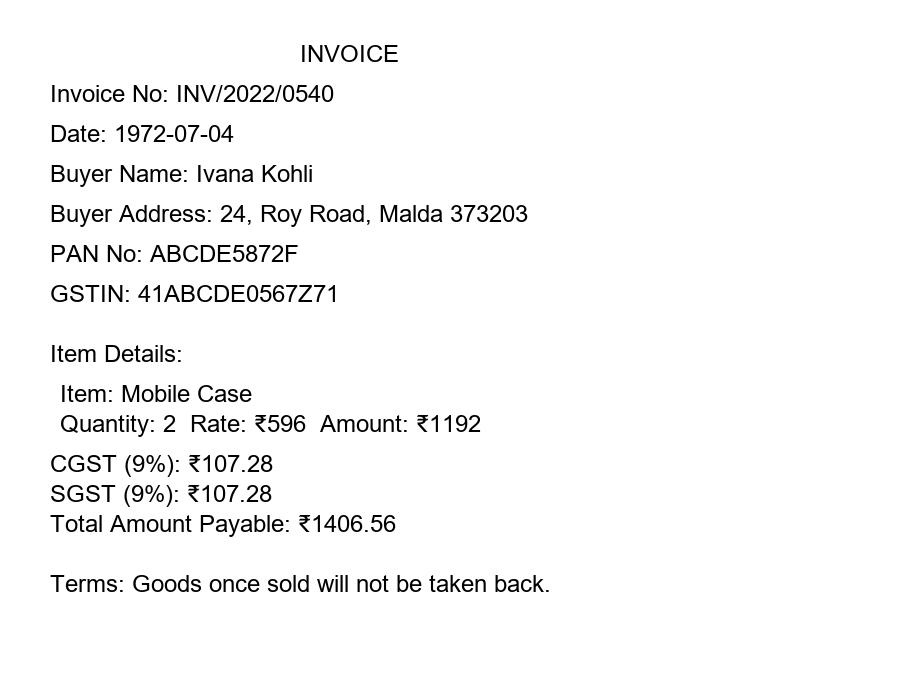 INVOICE
Invoice No: INV/2022/0540
Date: 1972-07-04
Buyer Name: Ivana Kohli
Buyer Address: 24, Roy Road, Malda 373203
PAN No: ABCDE5872F
GSTIN: 41ABCDE0567Z71
Item Details:
Item: Mobile Case
Quantity: 2  Rate: ₹596  Amount: ₹1192
CGST (9%): ₹107.28
SGST (9%): ₹107.28
Total Amount Payable: ₹1406.56
Terms: Goods once sold will not be taken back.